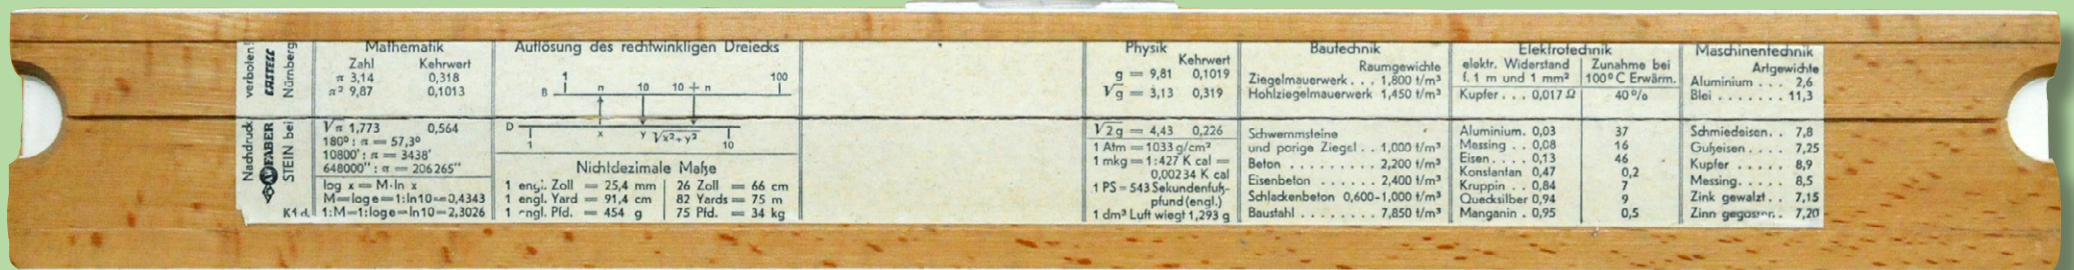 Nachdruck verboten!
A.W. FABER CASTELL
STEIN bei Nürnberg
K1 d.
Mathematik
Zahl Kehrwert
π 3,14 0,318
π² 9,87 0,1013
√π 1,773 0,564
180° : π = 57,3°
10800' : π = 3438'
648000'' : π = 206265''
log x = M·ln x
M=log e=1:ln10=0,4343
1:M=1:loge=ln10=2,3026
Auflösung des rechtwinkligen Dreiecks
1 100
B n 10 10 + n
D x y √x²+y²
1 10
Nichtdezimale Maße
1 engl. Zoll = 25,4 mm 26 Zoll = 66 cm
1 engl. Yard = 91,4 cm 82 Yards = 75 m
1 engl. Pfd. = 454 g 75 Pfd. = 34 kg
Physik
Kehrwert
g = 9,81 0,1019
√g = 3,13 0,319
√2g = 4,43 0,226
1 Atm = 1033 g/cm²
1 mkg = 1:427 K cal =
0,00234 K cal
1 PS = 543 Sekundenfuß-
pfund (engl.)
1 dm³ Luft wiegt 1,293 g
Bautechnik
Raumgewichte
Ziegelmauerwerk . . . 1,800 t/m³
Hohlziegelmauerwerk 1,450 t/m³
Schwemmsteine
und porige Ziegel . . 1,000 t/m³
Beton . . . . . . . . 2,200 t/m³
Eisenbeton . . . . . . 2,400 t/m³
Schlackenbeton 0,600-1,000 t/m³
Baustahl . . . . . . . 7,850 t/m³
Elektrotechnik
elektr. Widerstand Zunahme bei
f. 1 m und 1 mm² 100° C Erwärm.
Kupfer . . . 0,017 Ω 40 %
Aluminium. 0,03 37
Messing . . 0,08 16
Eisen . . . . 0,13 46
Konstantan 0,47 0,2
Kruppin . . 0,84 7
Quecksilber 0,94 9
Manganin . 0,95 0,5
Maschinentechnik
Artgewichte
Aluminium . . . 2,6
Blei . . . . . . . 11,3
Schmiedeisen. . 7,8
Gußeisen. . . . 7,25
Kupfer . . . . . 8,9
Messing. . . . . 8,5
Zink gewalzt . . 7,15
Zinn gegossen. . 7,20